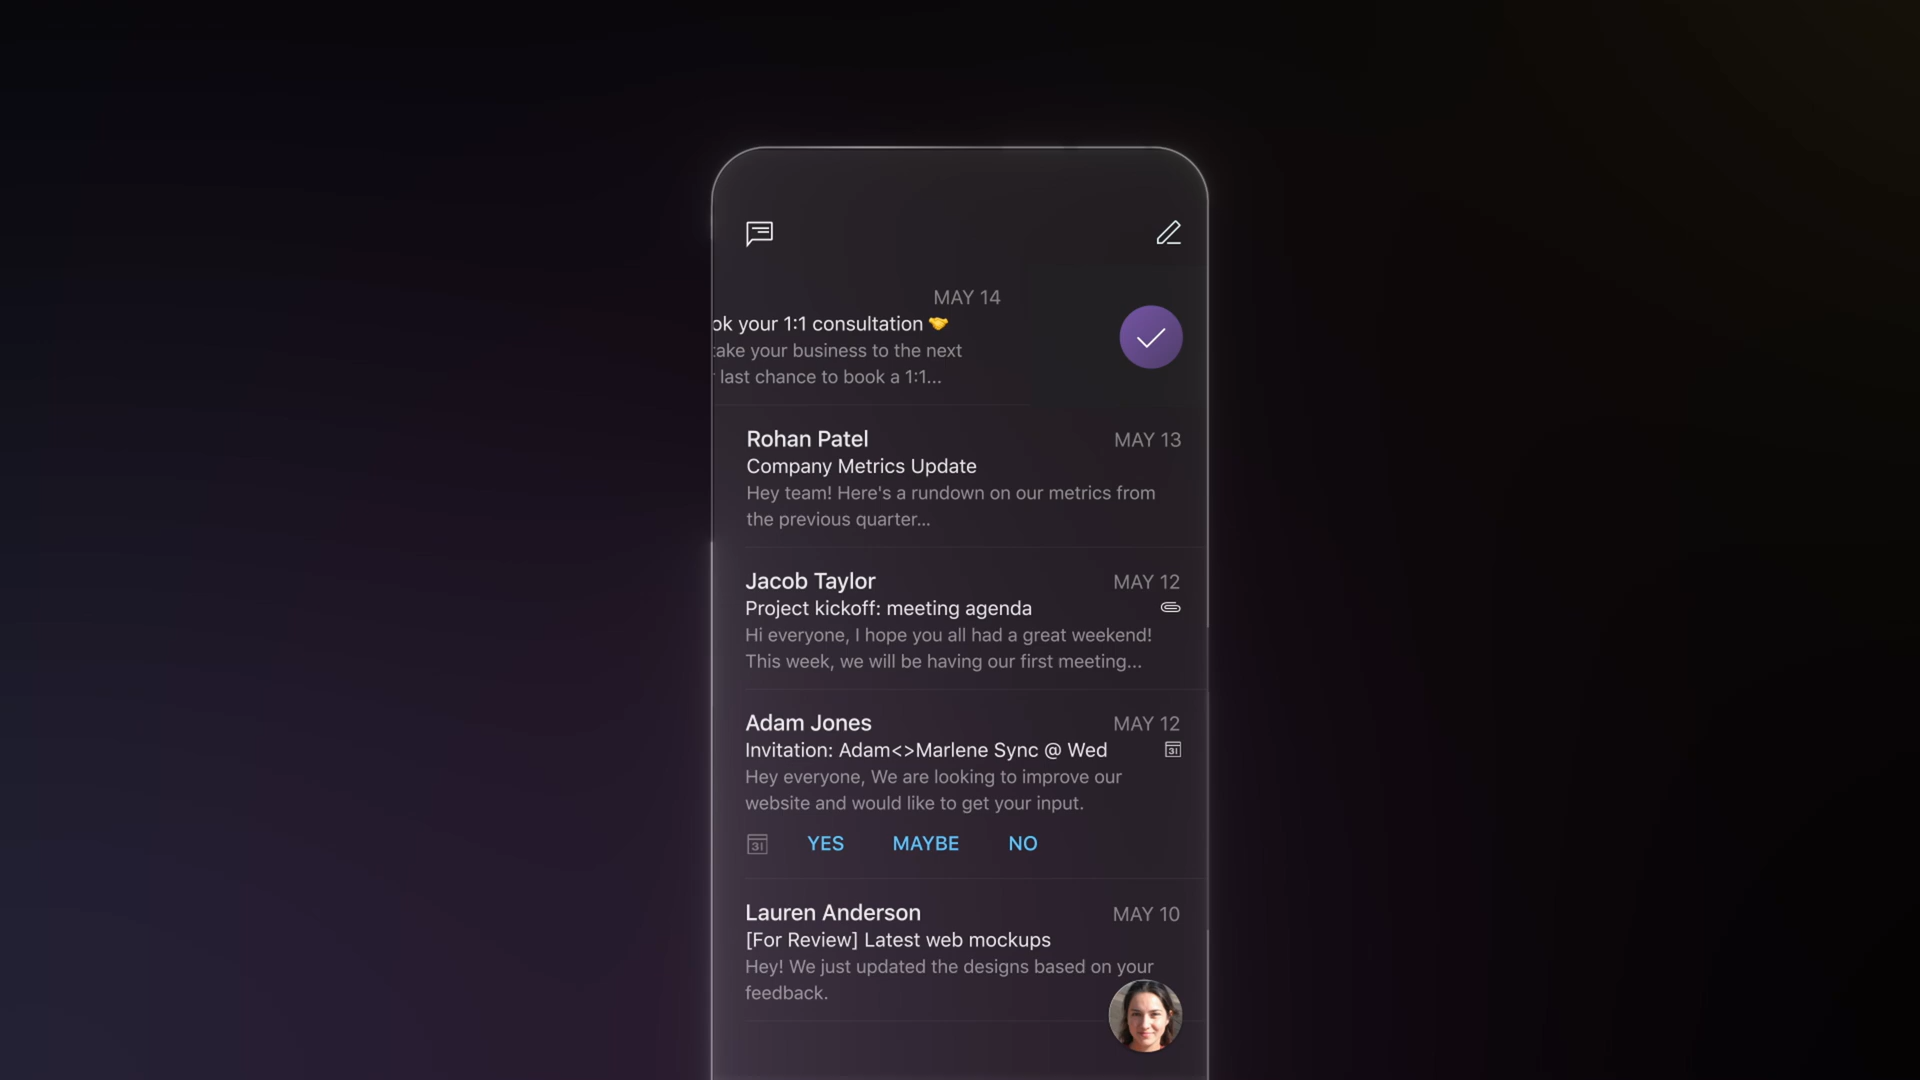 MAY 14
ok your 1:1 consultation 🤝
take your business to the next
last chance to book a 1:1...
Rohan Patel MAY 13
Company Metrics Update
Hey team! Here's a rundown on our metrics from
the previous quarter...
Jacob Taylor MAY 12
Project kickoff: meeting agenda
Hi everyone, I hope you all had a great weekend!
This week, we will be having our first meeting...
Adam Jones MAY 12
Invitation: Adam<>Marlene Sync @ Wed 31
Hey everyone, We are looking to improve our
website and would like to get your input.
31 YES MAYBE NO
Lauren Anderson MAY 10
[For Review] Latest web mockups
Hey! We just updated the designs based on your
feedback.